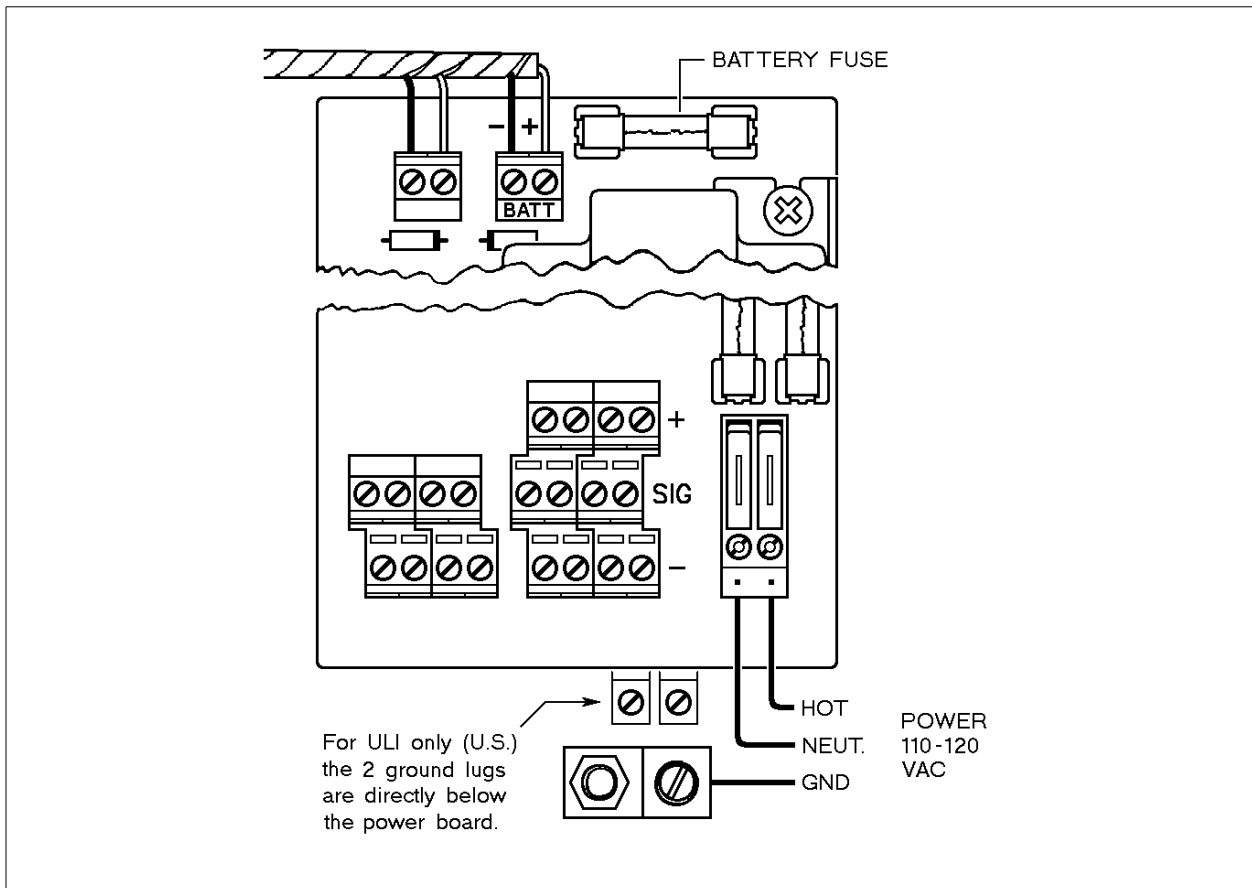 BATTERY FUSE
- +
BATT
+
SIG
-
HOT
NEUT.
GND
POWER
110-120
VAC
For ULI only (U.S.)
the 2 ground lugs
are directly below
the power board.